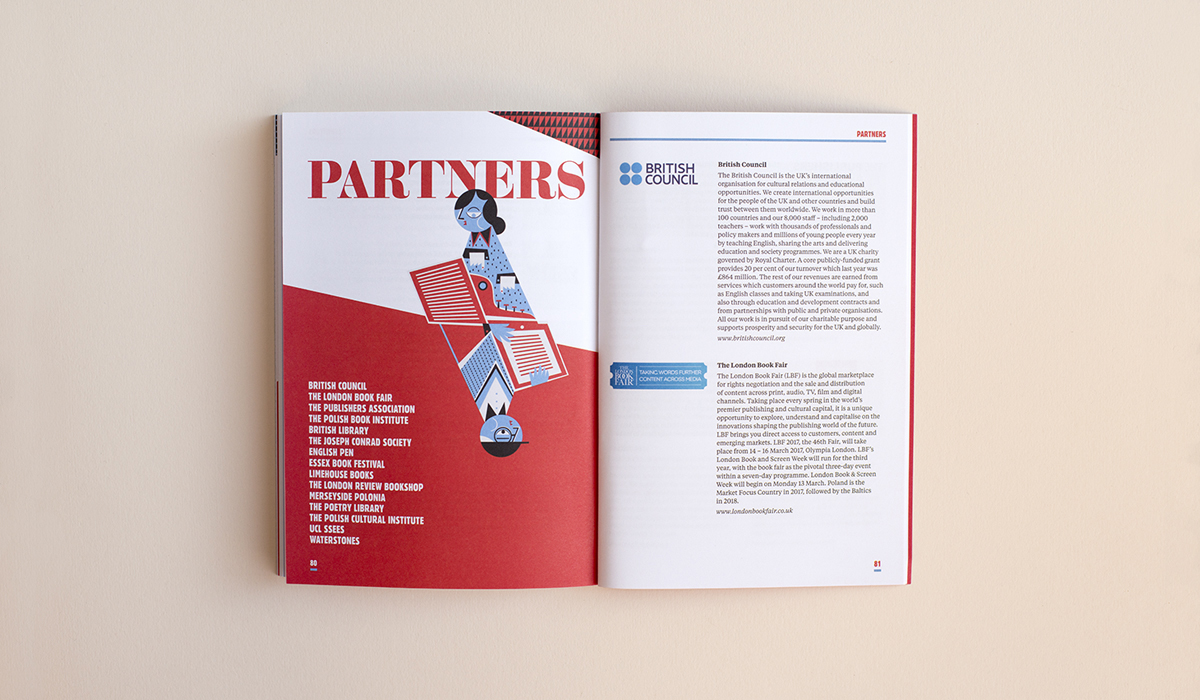 PARTNERS
BRITISH COUNCIL
THE LONDON BOOK FAIR
THE PUBLISHERS ASSOCIATION
THE POLISH BOOK INSTITUTE
BRITISH LIBRARY
THE JOSEPH CONRAD SOCIETY
ENGLISH PEN
ESSEX BOOK FESTIVAL
LIMEHOUSE BOOKS
THE LONDON REVIEW BOOKSHOP
MERSEYSIDE POLONIA
THE POETRY LIBRARY
THE POLISH CULTURAL INSTITUTE
UCL SSEES
WATERSTONES
80
PARTNERS
BRITISH
COUNCIL
British Council
The British Council is the UK's international
organisation for cultural relations and educational
opportunities. We create international opportunities
for the people of the UK and other countries and build
trust between them worldwide. We work in more than
100 countries and our 8,000 staff – including 2,000
teachers – work with thousands of professionals and
policy makers and millions of young people every year
by teaching English, sharing the arts and delivering
education and society programmes. We are a UK charity
governed by Royal Charter. A core publicly-funded grant
provides 20 per cent of our turnover which last year was
£864 million. The rest of our revenues are earned from
services which customers around the world pay for, such
as English classes and taking UK examinations, and
also through education and development contracts and
from partnerships with public and private organisations.
All our work is in pursuit of our charitable purpose and
supports prosperity and security for the UK and globally.
www.britishcouncil.org
THE
LONDON
BOOK
FAIR
TAKING WORDS FURTHER
CONTENT ACROSS MEDIA
The London Book Fair
The London Book Fair (LBF) is the global marketplace
for rights negotiation and the sale and distribution
of content across print, audio, TV, film and digital
channels. Taking place every spring in the world's
premier publishing and cultural capital, it is a unique
opportunity to explore, understand and capitalise on the
innovations shaping the publishing world of the future.
LBF brings you direct access to customers, content and
emerging markets. LBF 2017, the 46th Fair, will take
place from 14 – 16 March 2017, Olympia London. LBF's
London Book and Screen Week will run for the third
year, with the book fair as the pivotal three-day event
within a seven-day programme. London Book & Screen
Week will begin on Monday 13 March. Poland is the
Market Focus Country in 2017, followed by the Baltics
in 2018.
www.londonbookfair.co.uk
81